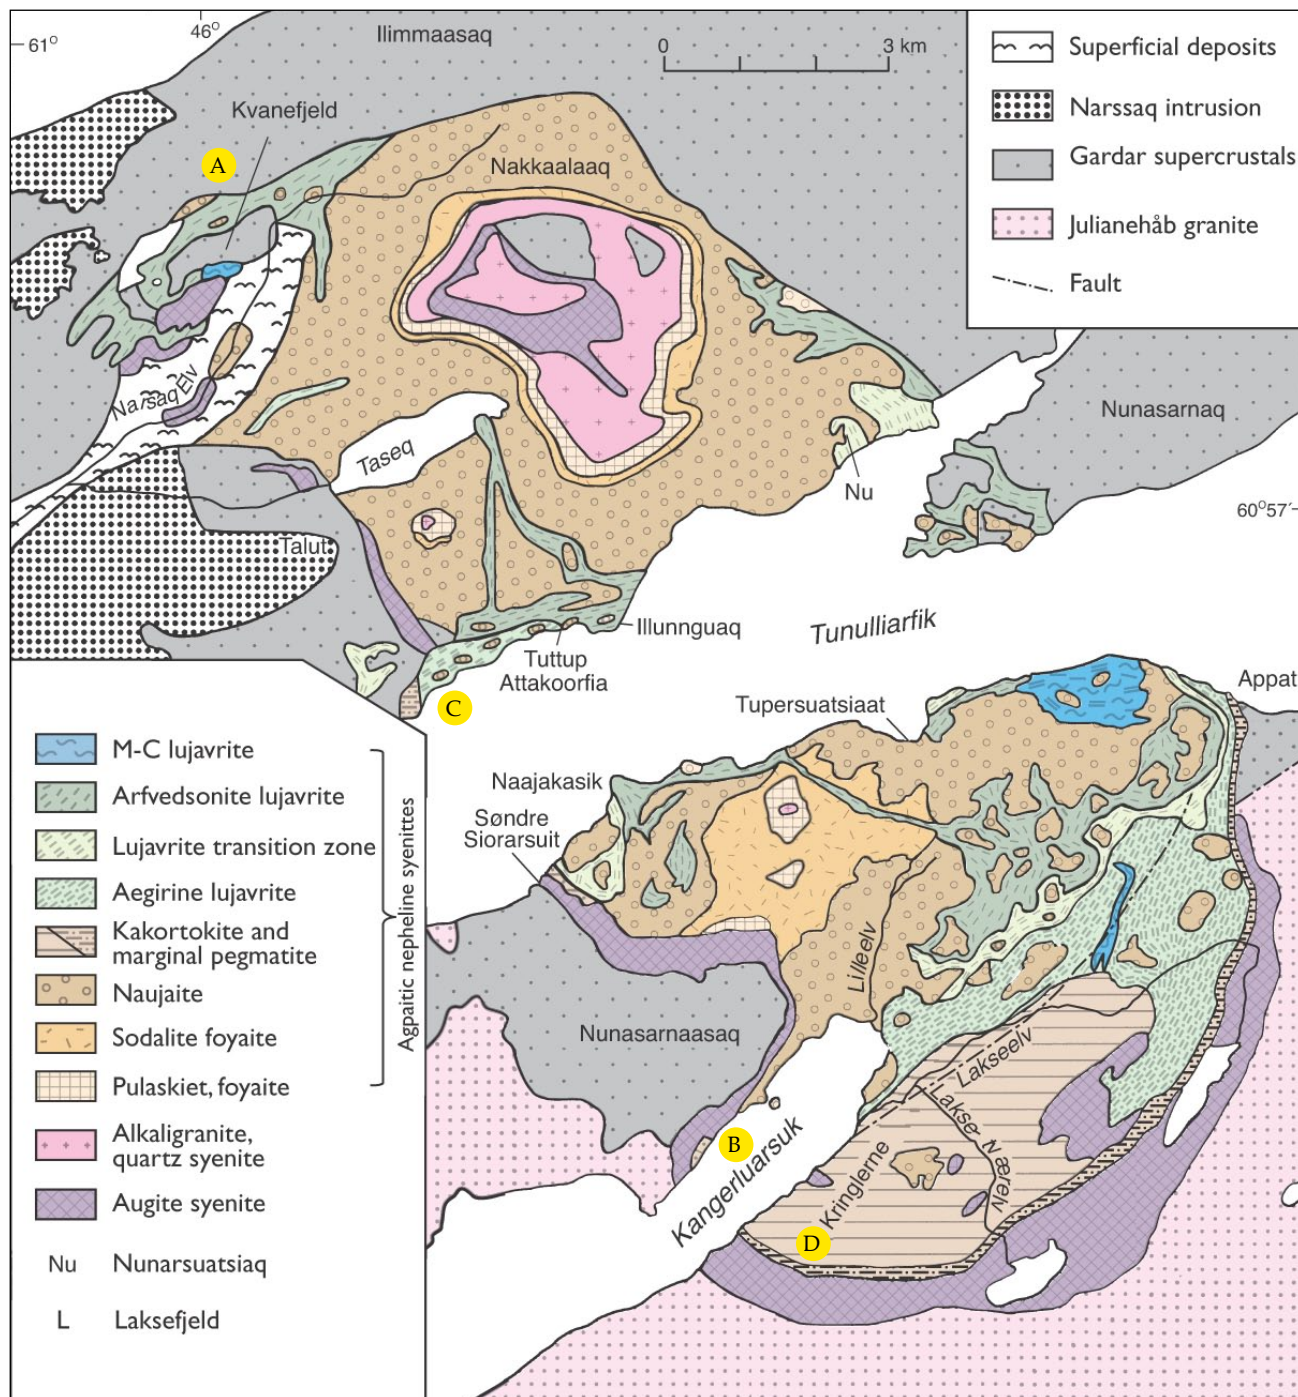 61°
46°
Ilimmaasaq
0
3 km
Kvanefjeld
A
Nakkaalaaq
Superficial deposits
Narssaq intrusion
Gardar supercrustals
Julianehåb granite
Fault
Narsaq Elv
Taseq
Nunasarnaq
Nu
60°57′
Talut
Illunnguaq
Tunulliarfik
Tuttup
Attakoorfia
C
Tupersuatsiaat
Appat
Naajakasik
Søndre
Siorarsuit
Lilleelv
Nunasarnaasaq
Lakseelv
Lakse Nærelv
B
Kangerluarsuk
Kringlerne
D
M-C lujavrite
Arfvedsonite lujavrite
Lujavrite transition zone
Aegirine lujavrite
Kakortokite and
marginal pegmatite
Naujaite
Sodalite foyaite
Pulaskiet, foyaite
Agpaitic nepheline syenittes
Alkaligranite,
quartz syenite
Augite syenite
Nu Nunarsuatsiaq
L Laksefjeld